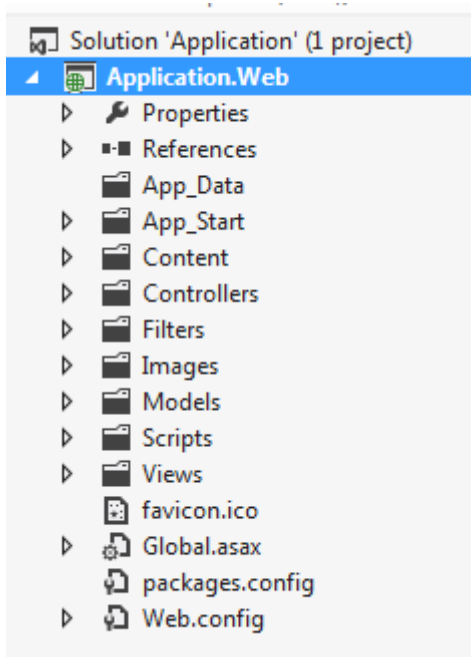 Solution 'Application' (1 project)
Application.Web
Properties
References
App_Data
App_Start
Content
Controllers
Filters
Images
Models
Scripts
Views
favicon.ico
Global.asax
packages.config
Web.config